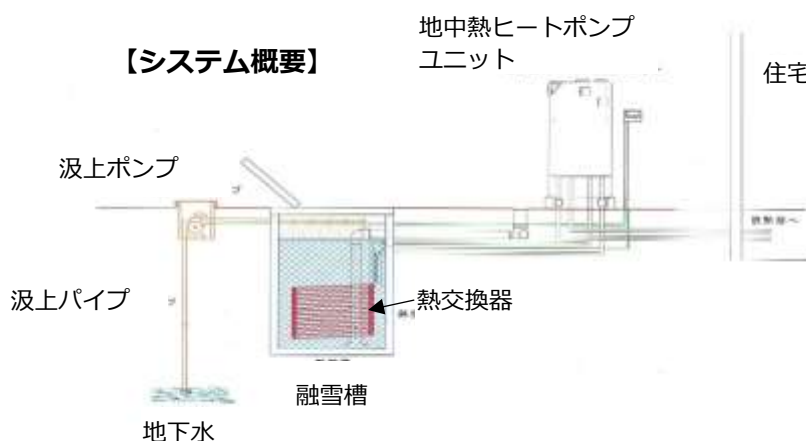 地中熱ヒートポンプ
ユニット
【システム概要】
住宅
汲上ポンプ
汲上パイプ
熱交換器
融雪槽
地下水